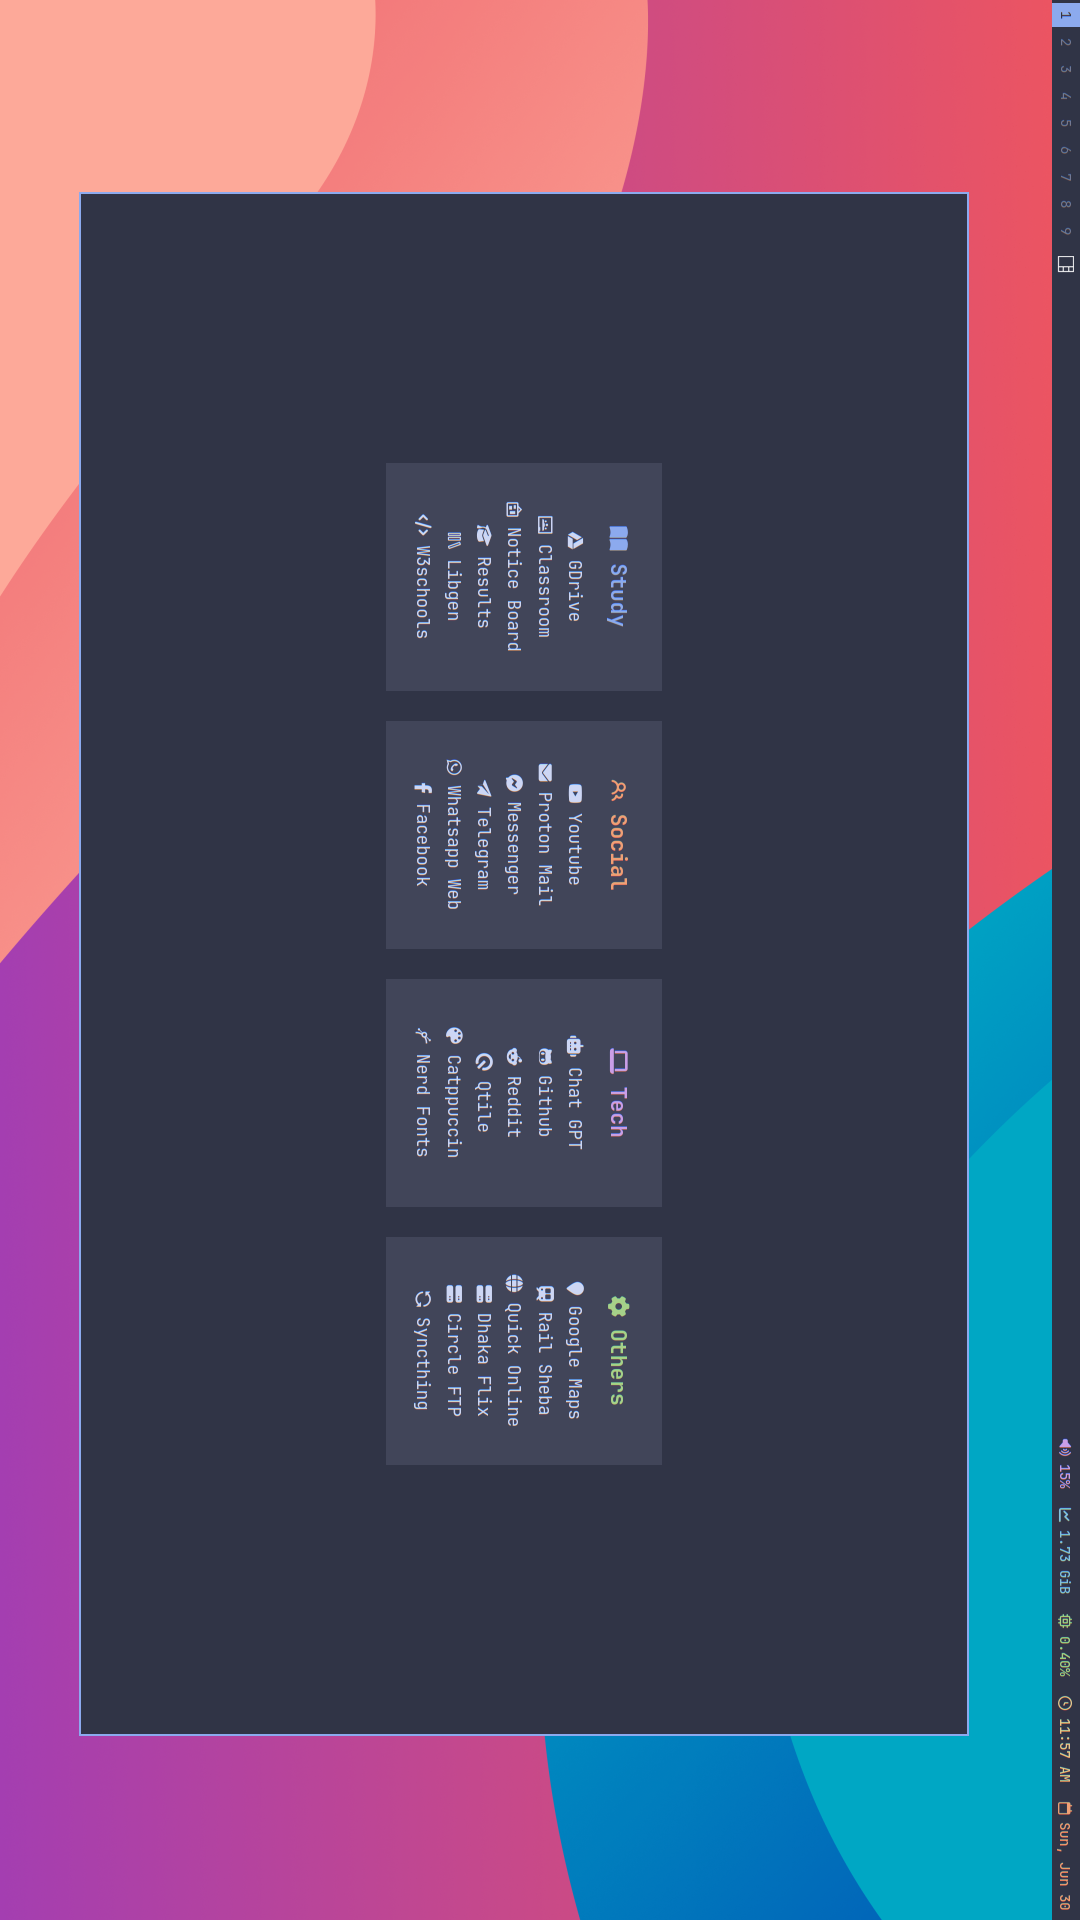 1 2 3 4 5 6 7 8 9
15% 1.73 GiB 0.40% 11:57 AM Sun, Jun 30
Study
GDrive
Classroom
Notice Board
Results
Libgen
W3schools
Social
Youtube
Proton Mail
Messenger
Telegram
Whatsapp Web
Facebook
Tech
Chat GPT
Github
Reddit
Qtile
Catppuccin
Nerd Fonts
Others
Google Maps
Rail Sheba
Quick Online
Dhaka Flix
Circle FTP
Syncthing